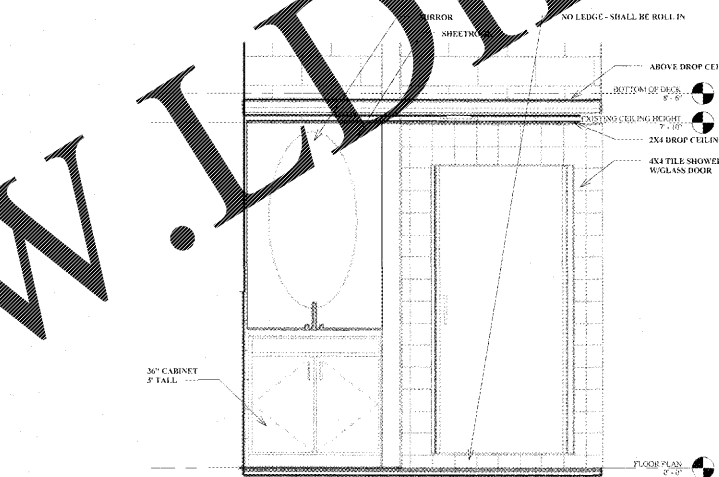 MIRROR
SHEETROCK
NO LEDGE - SHALL BE ROLL IN
ABOVE DROP CEI
BOTTOM OF DECK
8' - 6"
EXISTING CEILING HEIGHT
7' - 10"
2X4 DROP CEILIN
4X4 TILE SHOWER
W/GLASS DOOR
36" CABINET
3' TALL
FLOOR PLAN
0' - 0"
W.LD